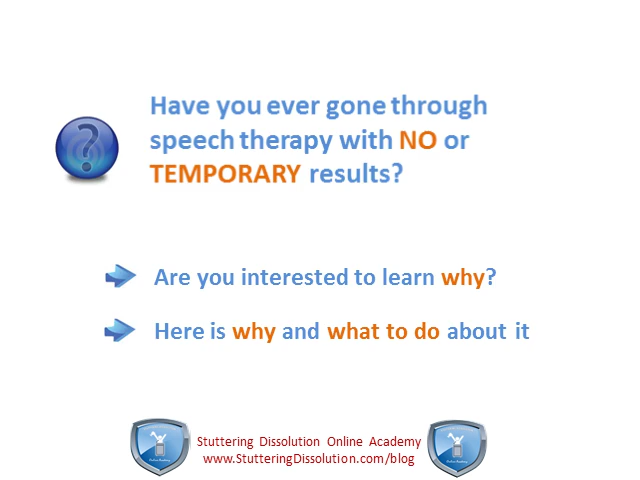 Have you ever gone through
speech therapy with NO or
TEMPORARY results?
Are you interested to learn why?
Here is why and what to do about it
Stuttering Dissolution Online Academy
www.StutteringDissolution.com/blog